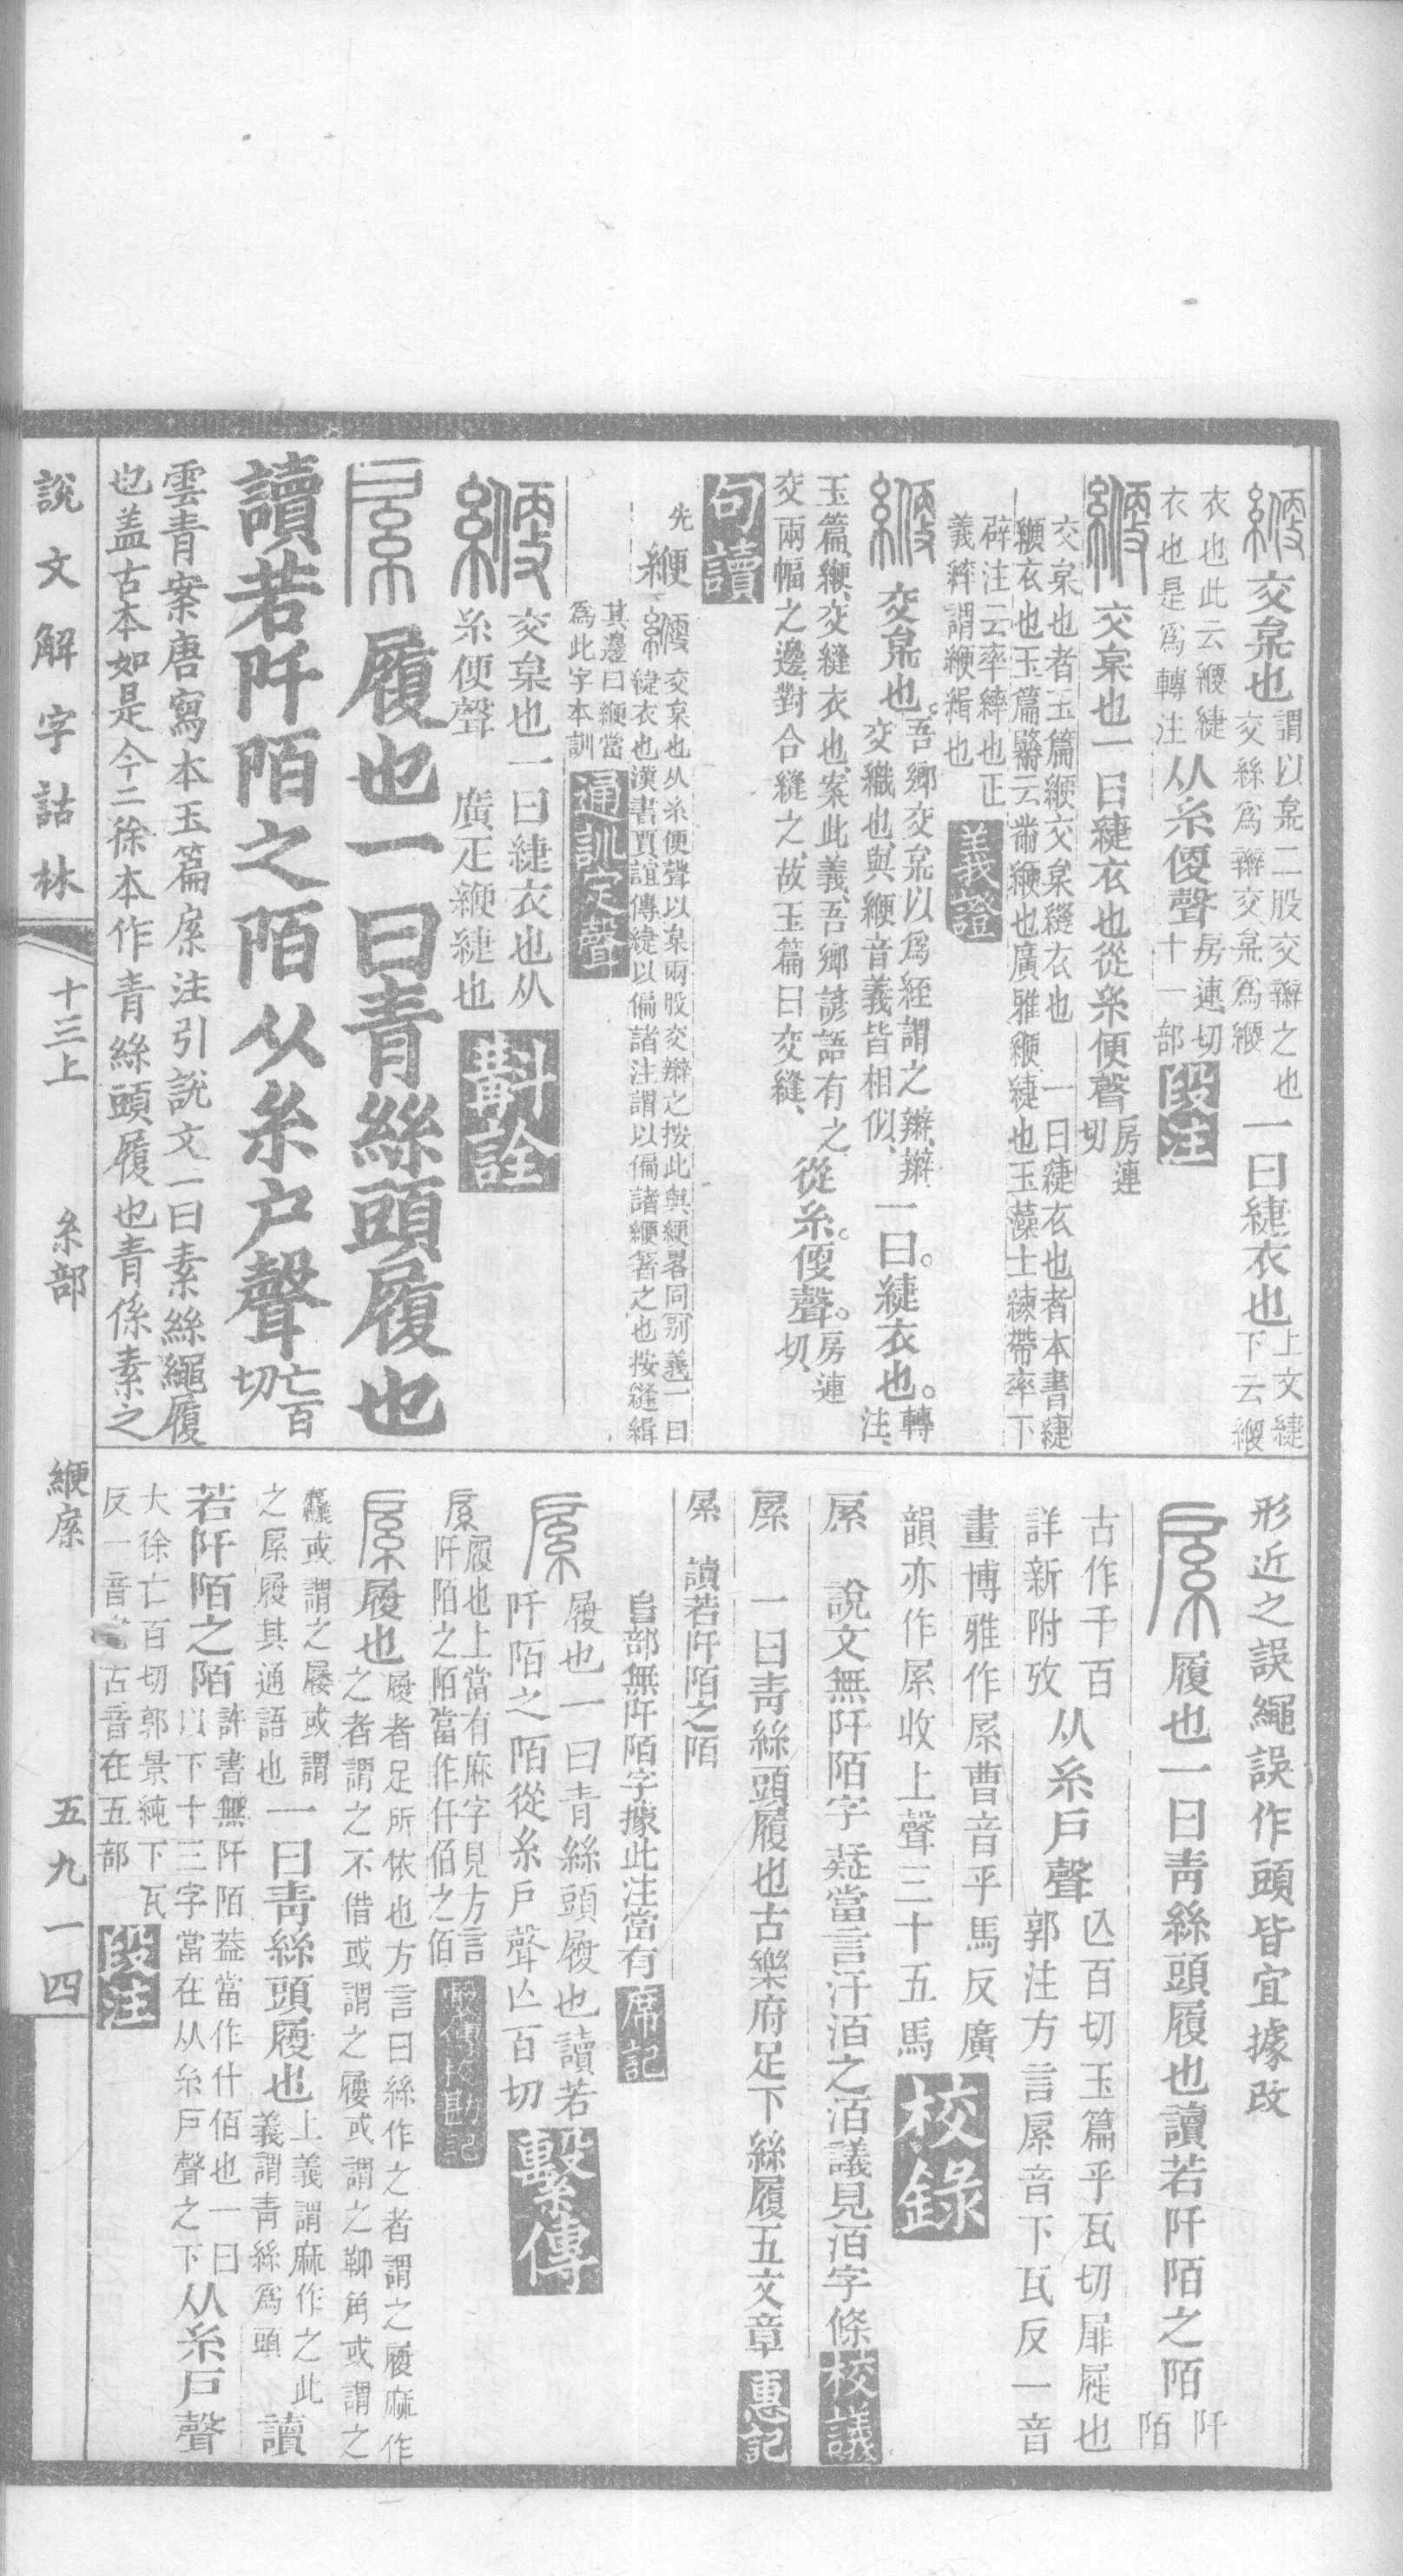 交枲也謂以枲二股交辮之也交絲爲辮交枲爲緶一曰緁衣也上文緁下云緶
衣也此云緶緁衣也是爲轉注从糸便聲房連切十一部段注
交枲也一曰緁衣也從糸便聲房連切
交枲也者玉篇緶交枲縫衣也一曰緁衣也者本書緁
緶衣也玉篇云緶也廣雅緶緁也玉藻士練帶率下
辟注云率繂也正
義繂謂緶緝也義證
交枲也。吾鄉交枲以爲絰謂之辮、辮、交織也、與緶音義皆相似、一曰。緁衣也。轉注、
玉篇、緶、交縫衣也、案此義、吾鄉諺語有之、
交兩幅之邊、對合縫之、故玉篇曰交縫、從糸。便聲。房連切、
句讀
先緶交枲也从糸便聲以枲兩股交辮之按此與緶畧同别義一曰
緁衣也漢書賈誼傳緁以偏諸注謂以偏諸緶著之也按縫緝
其邊曰緶當
爲此字本訓通訓定聲
交枲也一曰緁衣也从
糸便聲 廣疋緶緁也斠詮
履也一曰青絲頭履也
讀若阡陌之陌从糸户聲亡百切
雲青案唐寫本玉篇𦃃注引說文一曰素絲繩履
也盖古本如是今二徐本作青絲頭履也青係素之
形近之誤繩誤作頭皆宜據改
履也一曰青絲頭履也讀若阡陌之陌阡陌
古作千百
詳新附攷从糸戶聲亾百切玉篇乎瓦切屝屣也
郭注方言𦃃音下瓦反一音
畫博雅作𦃃曹音乎馬反廣
韻亦作𦃃收上聲三十五馬校錄
𦃃 說文無阡陌字疑當言汗洦之洦議見洦字條校議
𦃃 一曰青絲頭履也古樂府足下絲履五文章惠記
𦃃 讀若阡陌之陌
𨸏部無阡陌字據此注當有席記
履也一曰青絲頭履也讀若
阡陌之陌從糸戶聲亾百切繫傳
履也上當有麻字見方言
阡陌之陌當作仟佰之佰繫傳校勘記
履也履者足所依也方言曰絲作之者謂之履麻作
之者謂之不借或謂之屨或謂之鞮角或謂之
或謂之屦或謂
之𦃃履其通語也一曰青絲頭履也上義謂麻作之此
義謂青絲爲頭讀
若阡陌之陌許書無阡陌葢當作什佰也一曰
以下十三字當在从糸戶聲之下从糸戶聲
大徐亡百切郭景純下瓦
反一音畫古音在五部段注
說文解字詁林 十三上 糸部 緶𦃃 五九一四